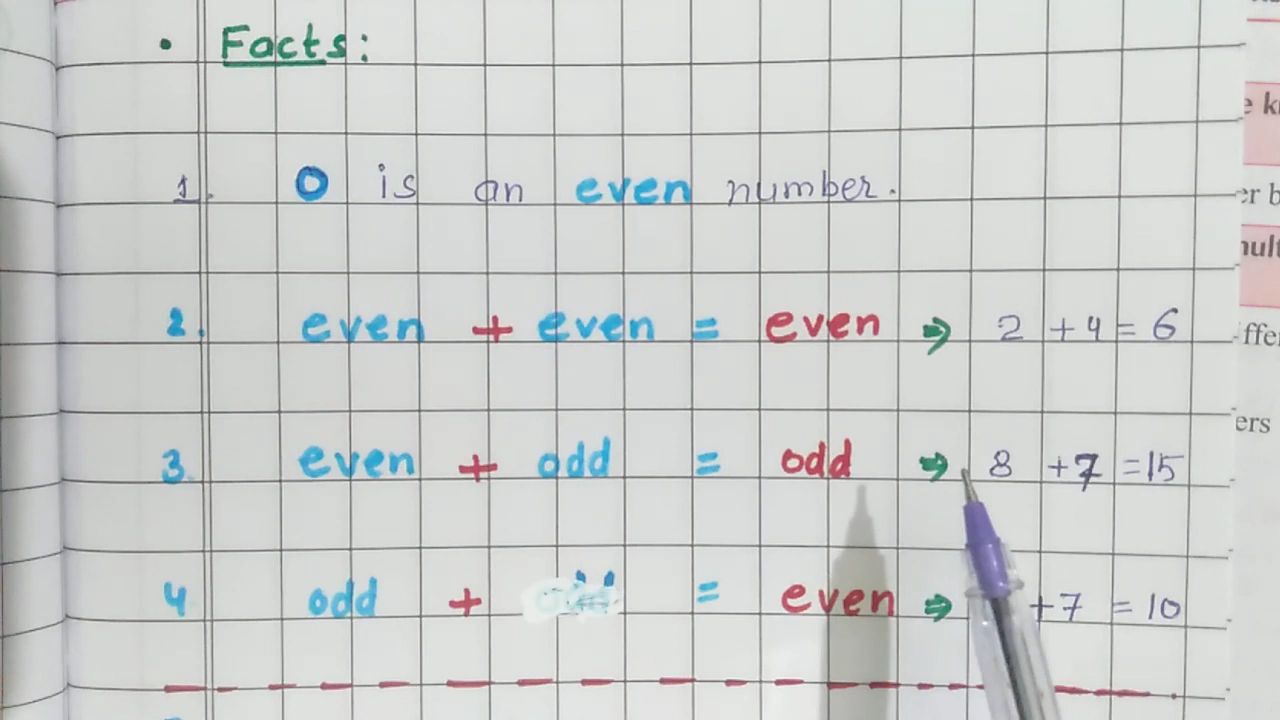 • Facts:
1. 0 is an even number.
2. even + even = even ⇒ 2 + 4 = 6
3. even + odd = odd ⇒ 8 + 7 = 15
4 odd + odd = even ⇒ + 7 = 10